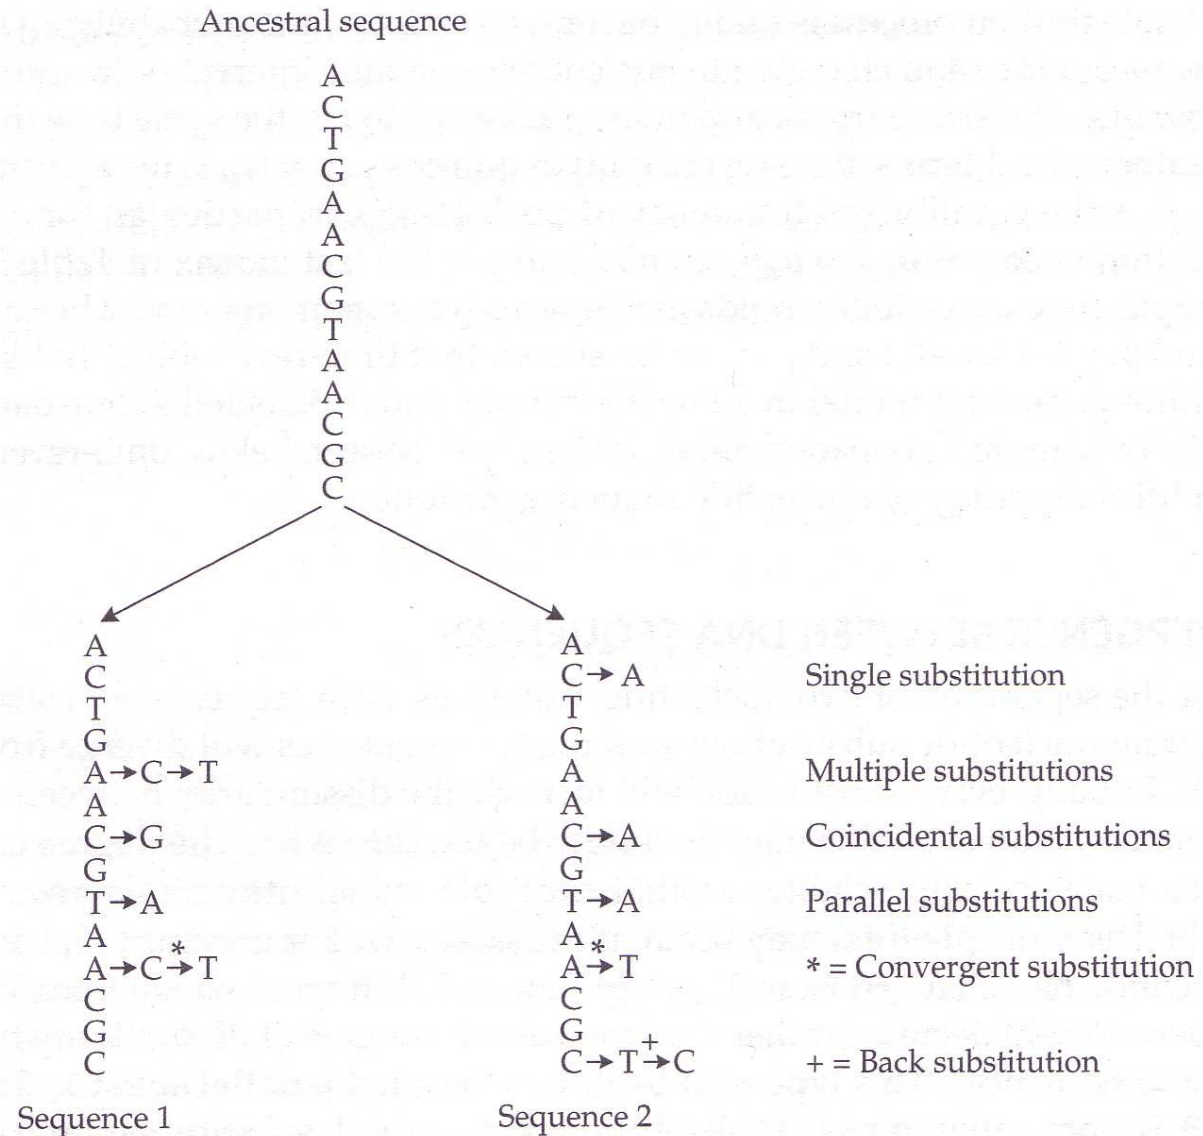 Ancestral sequence
A
C
T
G
A
A
C
G
T
A
A
C
G
C
A A
C C→A Single substitution
T T
G G
A→C→T A Multiple substitutions
A A
C→G C→A Coincidental substitutions
G G
T→A T→A Parallel substitutions
A A
A→C→*T A→*T * = Convergent substitution
C C
G G
C C→T→+C + = Back substitution
Sequence 1 Sequence 2